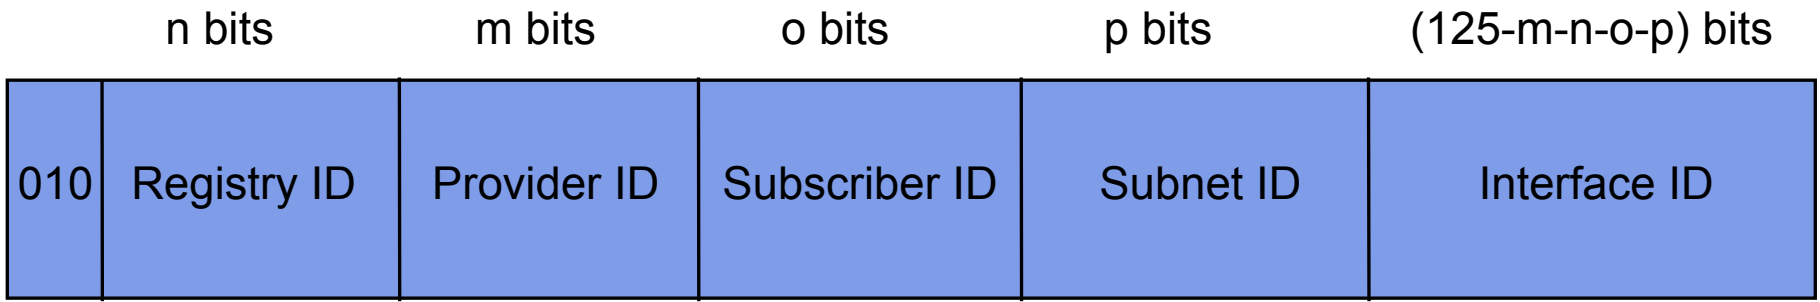 n bits m bits o bits p bits (125-m-n-o-p) bits
010 Registry ID Provider ID Subscriber ID Subnet ID Interface ID